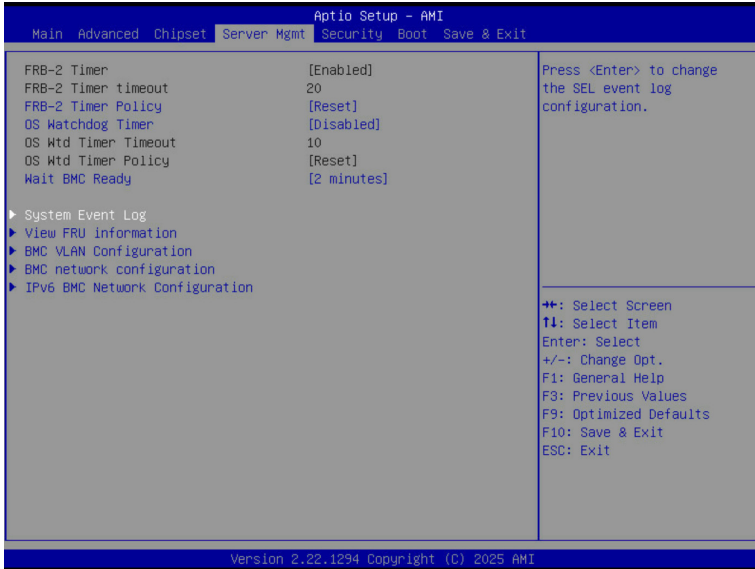 Aptio Setup - AMI
Main Advanced Chipset Server Mgmt Security Boot Save & Exit
FRB-2 Timer [Enabled]
FRB-2 Timer timeout 20
FRB-2 Timer Policy [Reset]
OS Watchdog Timer [Disabled]
OS Wtd Timer Timeout 10
OS Wtd Timer Policy [Reset]
Wait BMC Ready [2 minutes]
▶ System Event Log
▶ View FRU information
▶ BMC VLAN Configuration
▶ BMC network configuration
▶ IPv6 BMC Network Configuration
Press <Enter> to change
the SEL event log
configuration.
→←: Select Screen
↑↓: Select Item
Enter: Select
+/-: Change Opt.
F1: General Help
F3: Previous Values
F9: Optimized Defaults
F10: Save & Exit
ESC: Exit
Version 2.22.1294 Copyright (C) 2025 AMI